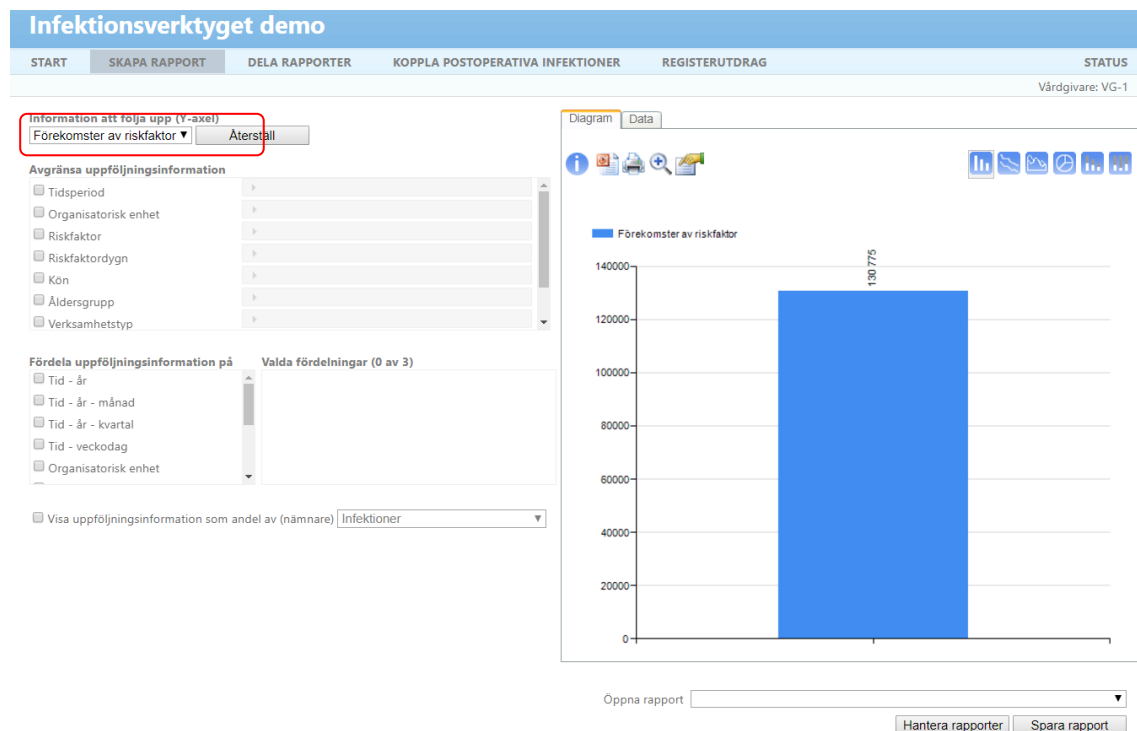 Infektionsverktyget demo
START SKAPA RAPPORT DELA RAPPORTER KOPPLA POSTOPERATIVA INFEKTIONER REGISTERUTDRAG STATUS
Vårdgivare: VG-1
Information att följa upp (Y-axel)
Förekomster av riskfaktor Återställ
Avgränsa uppföljningsinformation
Tidsperiod
Organisatorisk enhet
Riskfaktor
Riskfaktordygn
Kön
Åldersgrupp
Verksamhetstyp
Fördela uppföljningsinformation på Valda fördelningar (0 av 3)
Tid - år
Tid - år - månad
Tid - år - kvartal
Tid - veckodag
Organisatorisk enhet
Visa uppföljningsinformation som andel av (nämnare) Infektioner
Diagram Data
Förekomster av riskfaktor
130 775
140000
120000
100000
80000
60000
40000
20000
0
Öppna rapport
Hantera rapporter Spara rapport